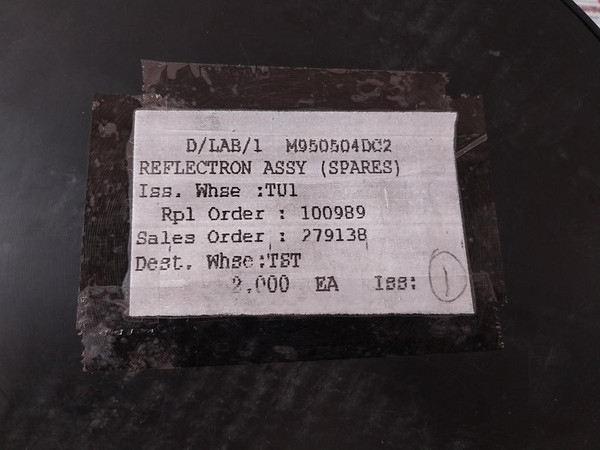 D/LAB/1 M950504DC2
REFLECTRON ASSY (SPARES)
Iss. Whse :TU1
Rpl Order : 100989
Sales Order : 279138
Dest. Whse:TST
2.000 EA Iss: 1